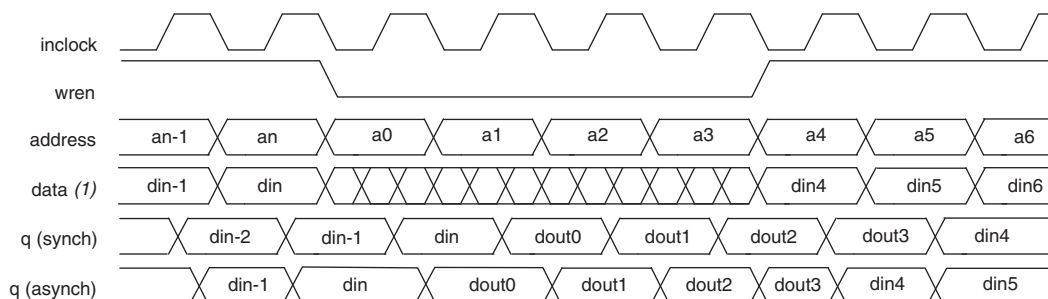 inclock
wren
address an-1 an a0 a1 a2 a3 a4 a5 a6
data (1) din-1 din din4 din5 din6
q (synch) din-2 din-1 din dout0 dout1 dout2 dout3 din4
q (asynch) din-1 din dout0 dout1 dout2 dout3 din4 din5